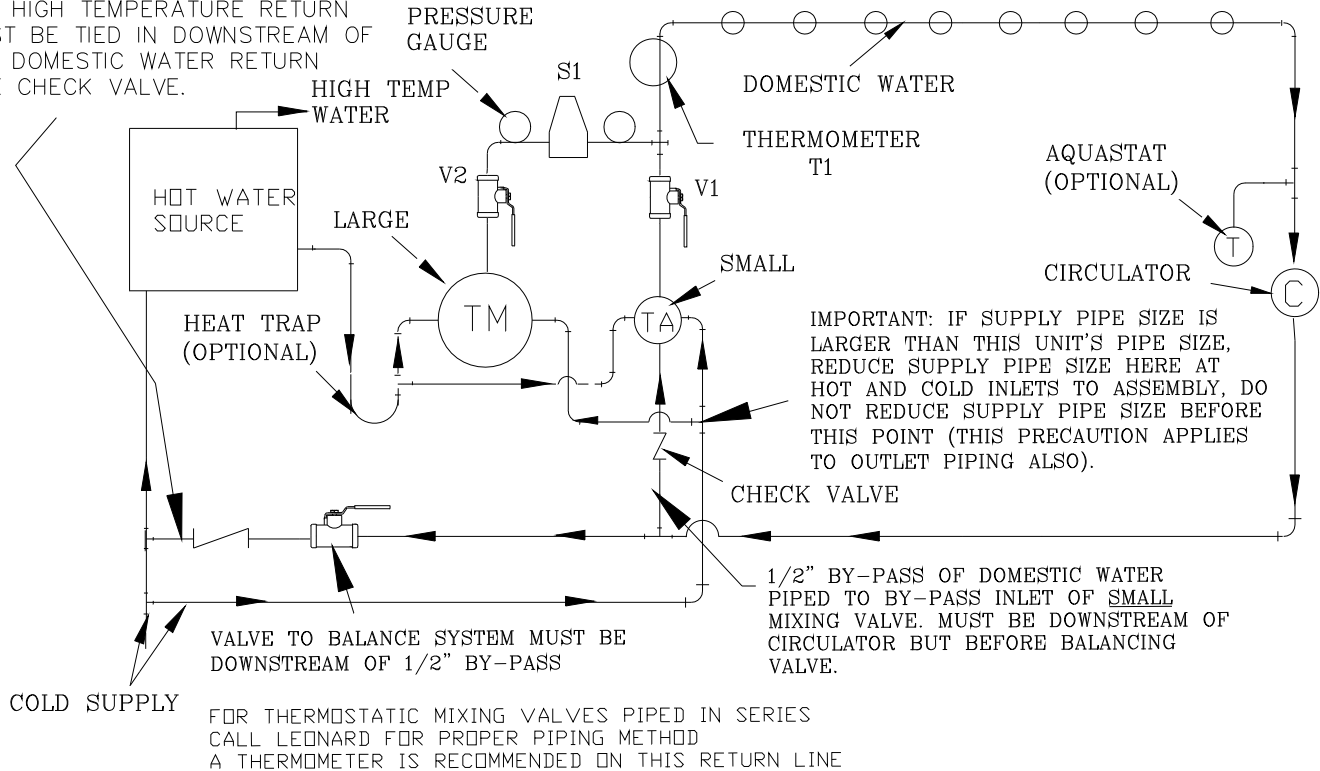 HIGH TEMPERATURE RETURN
BE TIED IN DOWNSTREAM OF
DOMESTIC WATER RETURN
CHECK VALVE.
PRESSURE
GAUGE
S1
DOMESTIC WATER
HIGH TEMP
WATER
THERMOMETER
T1
AQUASTAT
(OPTIONAL)
T
HOT WATER
SOURCE
V2
V1
LARGE
SMALL
CIRCULATOR
C
TM
TA
HEAT TRAP
(OPTIONAL)
IMPORTANT: IF SUPPLY PIPE SIZE IS
LARGER THAN THIS UNIT'S PIPE SIZE,
REDUCE SUPPLY PIPE SIZE HERE AT
HOT AND COLD INLETS TO ASSEMBLY, DO
NOT REDUCE SUPPLY PIPE SIZE BEFORE
THIS POINT (THIS PRECAUTION APPLIES
TO OUTLET PIPING ALSO).
CHECK VALVE
1/2" BY-PASS OF DOMESTIC WATER
PIPED TO BY-PASS INLET OF SMALL
MIXING VALVE. MUST BE DOWNSTREAM OF
CIRCULATOR BUT BEFORE BALANCING
VALVE.
VALVE TO BALANCE SYSTEM MUST BE
DOWNSTREAM OF 1/2" BY-PASS
COLD SUPPLY
FOR THERMOSTATIC MIXING VALVES PIPED IN SERIES
CALL LEONARD FOR PROPER PIPING METHOD
A THERMOMETER IS RECOMMENDED ON THIS RETURN LINE